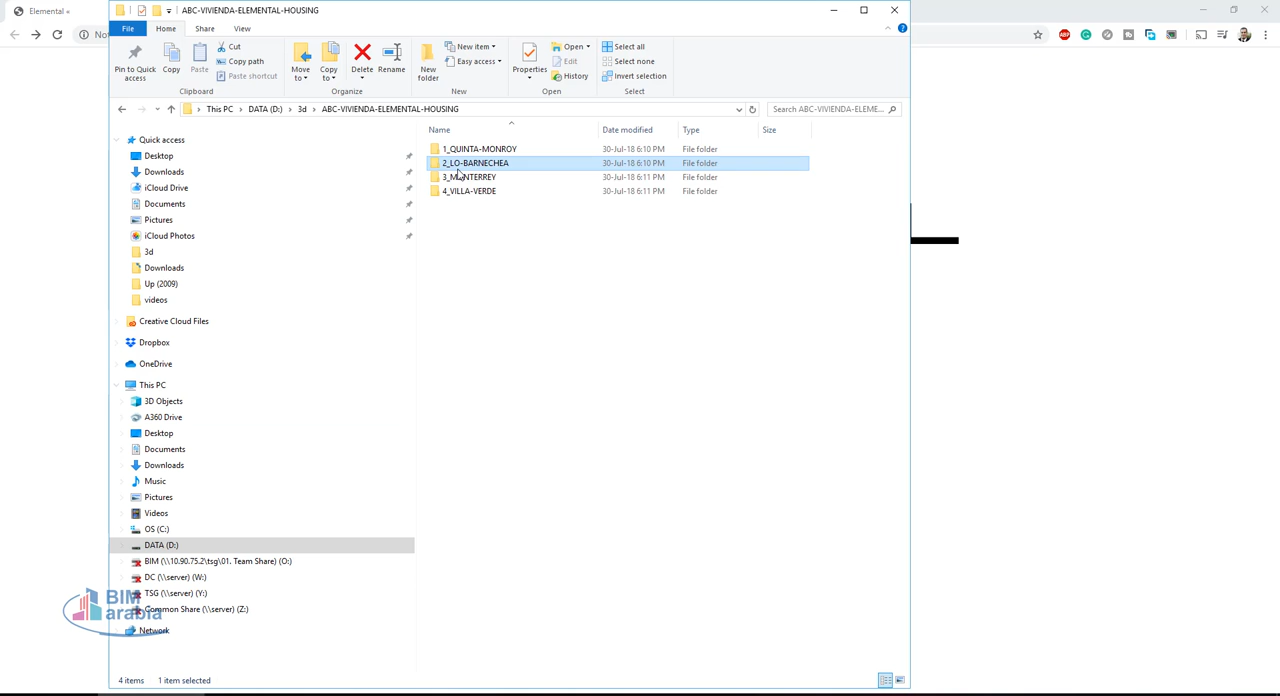 Elemental «
Not
ABC-VIVIENDA-ELEMENTAL-HOUSING
File Home Share View
Pin to Quick access
Copy
Paste
Cut
Copy path
Paste shortcut
Clipboard
Move to
Copy to
Delete
Rename
Organize
New folder
New item
Easy access
New
Properties
Open
Edit
History
Open
Select all
Select none
Invert selection
Select
This PC > DATA (D:) > 3d > ABC-VIVIENDA-ELEMENTAL-HOUSING
Search ABC-VIVIENDA-ELEME...
Name Date modified Type Size
1_QUINTA-MONROY 30-Jul-18 6:10 PM File folder
2_LO-BARNECHEA 30-Jul-18 6:10 PM File folder
3_MONTERREY 30-Jul-18 6:11 PM File folder
4_VILLA-VERDE 30-Jul-18 6:11 PM File folder
Quick access
Desktop
Downloads
iCloud Drive
Documents
Pictures
iCloud Photos
3d
Downloads
Up (2009)
videos
Creative Cloud Files
Dropbox
OneDrive
This PC
3D Objects
A360 Drive
Desktop
Documents
Downloads
Music
Pictures
Videos
OS (C:)
DATA (D:)
BIM (\\10.90.75.2\tsg\01. Team Share) (O:)
DC (\\server) (W:)
TSG (\\server) (Y:)
Common Share (\\server) (Z:)
Network
BIM
arabia
4 items 1 item selected
ABP